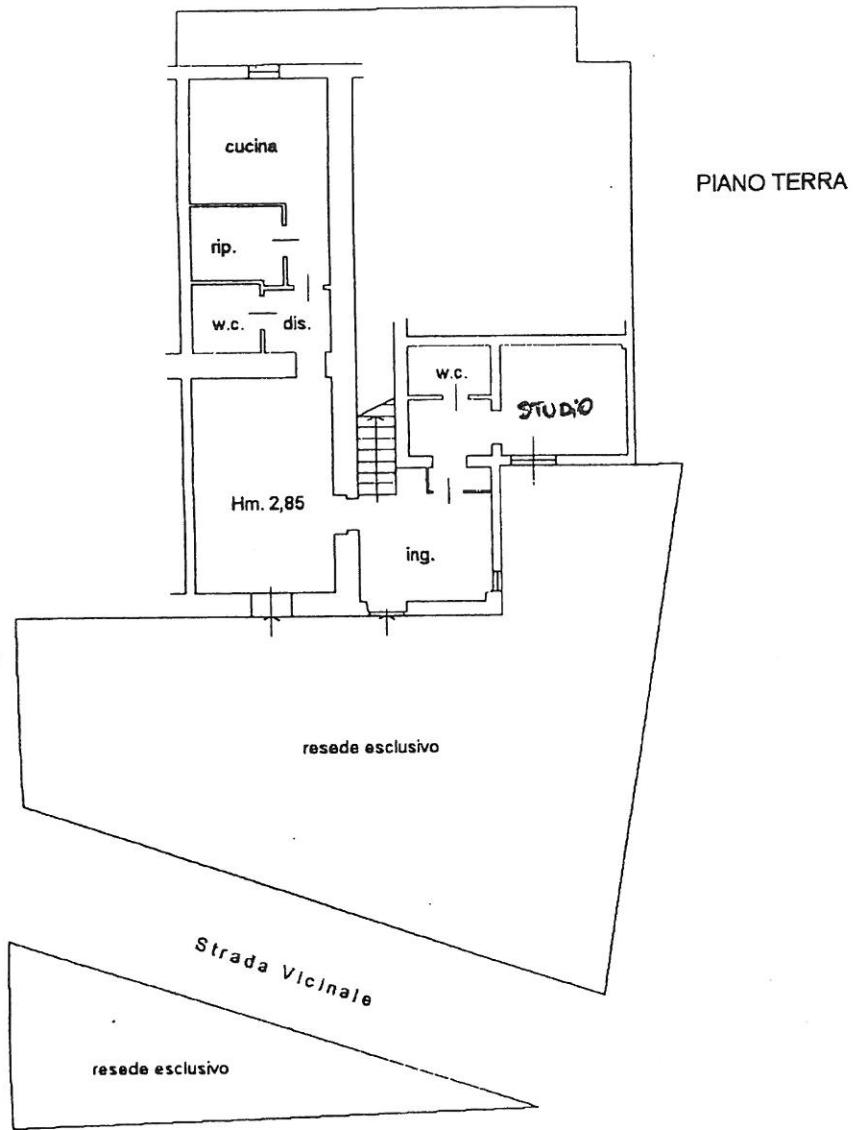 cucina
PIANO TERRA
rip.
w.c.
dis.
w.c.
STUDIO
Hm. 2,85
ing.
resede esclusivo
Strada Vicinale
resede esclusivo